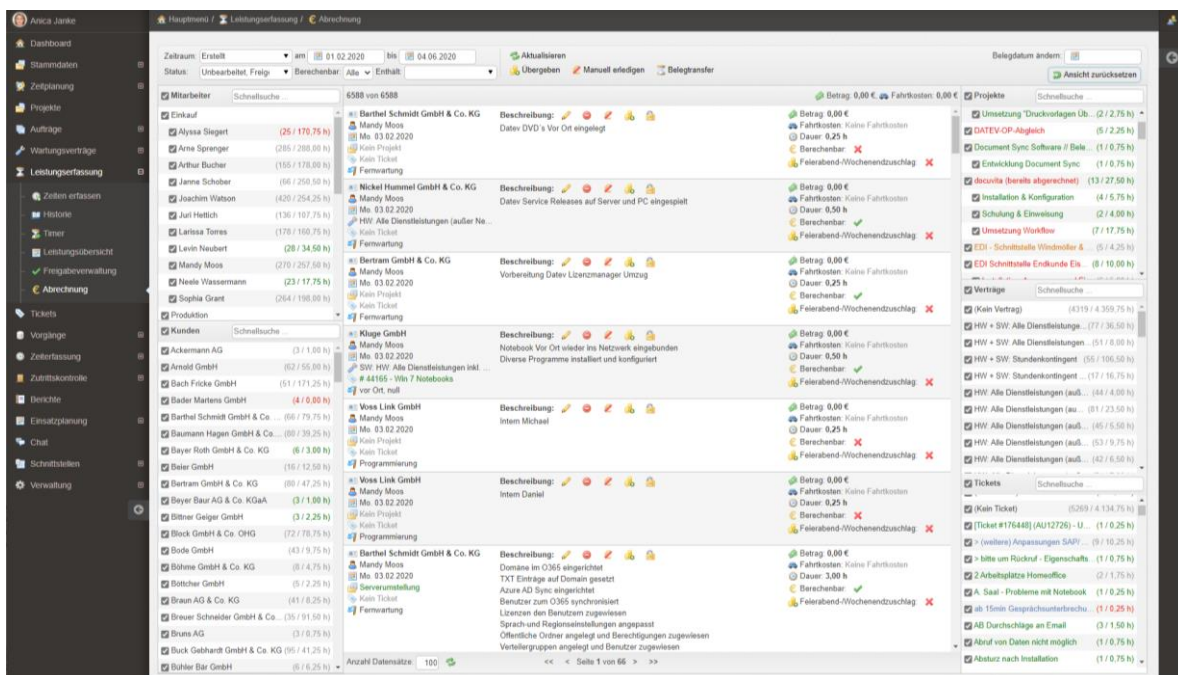 Anica Janke
Hauptmenü / Leistungserfassung / Abrechnung
Dashboard
Stammdaten
Zeitplanung
Projekte
Aufträge
Wartungsverträge
Leistungserfassung
Zeiten erfassen
Historie
Timer
Leistungsübersicht
Freigabeverwaltung
Abrechnung
Tickets
Vorgänge
Zeiterfassung
Zutrittskontrolle
Berichte
Einsatzplanung
Chat
Schnittstellen
Verwaltung
Zeitraum: Erstellt am 01.02.2020 bis 04.06.2020
Status: Unbearbeitet, Freig Berechenbar: Alle Enthält:
Aktualisieren
Übergeben Manuell erledigen Belegtransfer
Belegdatum ändern:
Ansicht zurücksetzen
Mitarbeiter Schnellsuche ...
Einkauf
Alyssa Siegert (26 / 170,75 h)
Arne Sprenger (285 / 288,00 h)
Arthur Bucher (155 / 178,00 h)
Janne Schober (66 / 250,50 h)
Joachim Watson (420 / 254,25 h)
Juri Hettich (136 / 107,75 h)
Larissa Torres (178 / 160,75 h)
Levin Neubert (28 / 34,50 h)
Mandy Moos (270 / 257,50 h)
Neele Wassermann (23 / 17,75 h)
Sophia Grant (264 / 198,00 h)
Produktion
Kunden Schnellsuche ...
Ackermann AG (3 / 1,00 h)
Arnold GmbH (62 / 55,00 h)
Bach Fricke GmbH (51 / 171,25 h)
Bader Martens GmbH (4 / 0,00 h)
Barthel Schmidt GmbH & Co. ... (66 / 79,75 h)
Baumann Hagen GmbH & Co.... (80 / 39,25 h)
Bayer Roth GmbH & Co. KG (6 / 3,00 h)
Beier GmbH (16 / 12,50 h)
Bertram GmbH & Co. KG (80 / 47,25 h)
Beyer Baur AG & Co. KGaA (3 / 1,00 h)
Bittner Geiger GmbH (3 / 2,25 h)
Block GmbH & Co. OHG (72 / 78,75 h)
Bode GmbH (43 / 9,75 h)
Böhme GmbH & Co. KG (8 / 4,75 h)
Böttcher GmbH (5 / 2,25 h)
Braun AG & Co. KG (41 / 8,25 h)
Breuer Schneider GmbH & Co... (35 / 91,50 h)
Bruns AG (3 / 0,75 h)
Buck Gebhardt GmbH & Co. KG (95 / 41,25 h)
Bühler Bär GmbH (6 / 6,25 h)
6588 von 6588 Betrag: 0,00 €, Fahrtkosten: 0,00 €
Barthel Schmidt GmbH & Co. KG
Mandy Moos
Mo. 03.02.2020
Kein Projekt
Kein Ticket
Fernwartung
Beschreibung:
Datev DVD's Vor Ort eingelegt
Betrag: 0,00 €
Fahrtkosten: Keine Fahrtkosten
Dauer: 0,25 h
Berechenbar:
Feierabend-/Wochenendzuschlag:
Nickel Hummel GmbH & Co. KG
Mandy Moos
Mo. 03.02.2020
HW: Alle Dienstleistungen (außer Ne...
Kein Ticket
Fernwartung
Beschreibung:
Datev Service Releases auf Server und PC eingespielt
Betrag: 0,00 €
Fahrtkosten: Keine Fahrtkosten
Dauer: 0,50 h
Berechenbar:
Feierabend-/Wochenendzuschlag:
Bertram GmbH & Co. KG
Mandy Moos
Mo. 03.02.2020
Kein Projekt
Kein Ticket
Fernwartung
Beschreibung:
Vorbereitung Datev Lizenzmanager Umzug
Betrag: 0,00 €
Fahrtkosten: Keine Fahrtkosten
Dauer: 0,25 h
Berechenbar:
Feierabend-/Wochenendzuschlag:
Kluge GmbH
Mandy Moos
Mo. 03.02.2020
SW: HW: Alle Dienstleistungen inkl. ...
# 44165 - Win 7 Notebooks
vor Ort, null
Beschreibung:
Notebook Vor Ort wieder ins Netzwerk eingebunden
Diverse Programme installiert und konfiguriert
Betrag: 0,00 €
Fahrtkosten: Keine Fahrtkosten
Dauer: 0,50 h
Berechenbar:
Feierabend-/Wochenendzuschlag:
Voss Link GmbH
Mandy Moos
Mo. 03.02.2020
Kein Projekt
Kein Ticket
Programmierung
Beschreibung:
Intern Michael
Betrag: 0,00 €
Fahrtkosten: Keine Fahrtkosten
Dauer: 0,25 h
Berechenbar:
Feierabend-/Wochenendzuschlag:
Voss Link GmbH
Mandy Moos
Mo. 03.02.2020
Kein Projekt
Kein Ticket
Programmierung
Beschreibung:
Intern Daniel
Betrag: 0,00 €
Fahrtkosten: Keine Fahrtkosten
Dauer: 0,25 h
Berechenbar:
Feierabend-/Wochenendzuschlag:
Barthel Schmidt GmbH & Co. KG
Mandy Moos
Mo. 03.02.2020
Serverumstellung
Kein Ticket
Fernwartung
Beschreibung:
Domäne im O365 eingerichtet
TXT Einträge auf Domain gesetzt
Azure AD Sync eingerichtet
Benutzer zum O365 synchronisiert
Lizenzen den Benutzern zugewiesen
Sprach-und Regionseinstellungen angepasst
Öffentliche Ordner angelegt und Berechtigungen zugewiesen
Verteilergruppen angelegt und Benutzer zugewiesen
Betrag: 0,00 €
Fahrtkosten: Keine Fahrtkosten
Dauer: 3,00 h
Berechenbar:
Feierabend-/Wochenendzuschlag:
Anzahl Datensätze: 100 << < Seite 1 von 66 > >>
Projekte Schnellsuche ...
Umsetzung "Druckvorlagen Üb... (2 / 2,75 h)
DATEV-OP-Abgleich (5 / 2,25 h)
Document Sync Software // Bele... (1 / 0,75 h)
Entwicklung Document Sync (1 / 0,75 h)
docuvita (bereits abgerechnet) (13 / 27,50 h)
Installation & Konfiguration (4 / 5,75 h)
Schulung & Einweisung (2 / 4,00 h)
Umsetzung Workflow (7 / 17,75 h)
EDI - Schnittstelle Windmöller & ... (5 / 4,25 h)
EDI Schnittstelle Endkunde Eis... (8 / 10,00 h)
Verträge Schnellsuche ...
(Kein Vertrag) (4319 / 4.359,75 h)
HW + SW: Alle Dienstleistunge... (77 / 36,50 h)
HW + SW: Alle Dienstleistungen... (51 / 8,00 h)
HW + SW: Stundenkontingent (55 / 106,50 h)
HW + SW: Stundenkontingent ... (17 / 16,75 h)
HW: Alle Dienstleistungen (auß... (44 / 4,00 h)
HW: Alle Dienstleistungen (au... (81 / 23,50 h)
HW: Alle Dienstleistungen (auß... (45 / 5,50 h)
HW: Alle Dienstleistungen (auß... (53 / 9,75 h)
HW: Alle Dienstleistungen (auß... (42 / 6,50 h)
Tickets Schnellsuche ...
(Kein Ticket) (5269 / 4.134,75 h)
[Ticket #176448] (AU12726) - U... (1 / 0,25 h)
> (weitere) Anpassungen SAP/ ... (9 / 10,25 h)
> bitte um Rückruf - Eigenschafts... (1 / 0,75 h)
2 Arbeitsplätze Homeoffice (2 / 1,75 h)
A. Saal - Probleme mit Notebook (1 / 0,25 h)
ab 15min Gesprächsunterbrechu... (1 / 0,25 h)
AB Durchschläge an Email (3 / 1,50 h)
Abruf von Daten nicht möglich (1 / 0,75 h)
Absturz nach Installation (1 / 0,75 h)